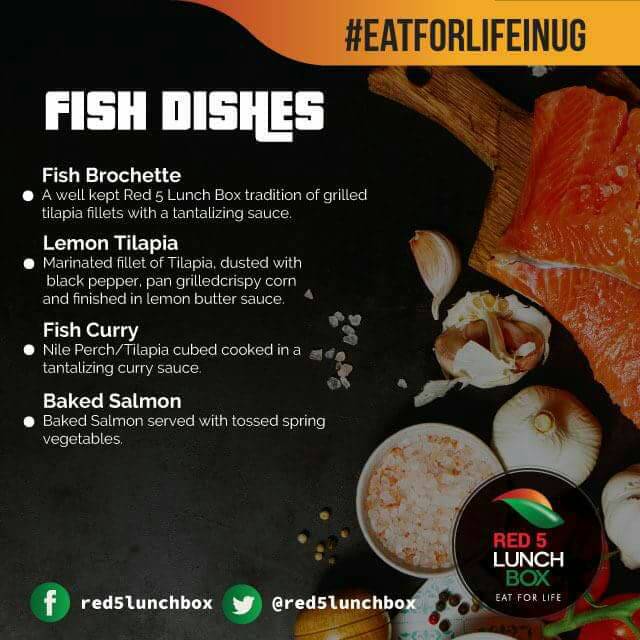 #EATFORLIFEINUG
FISH DISHES
Fish Brochette
A well kept Red 5 Lunch Box tradition of grilled
tilapia fillets with a tantalizing sauce.
Lemon Tilapia
Marinated fillet of Tilapia, dusted with
black pepper, pan grilledcrispy corn
and finished in lemon butter sauce.
Fish Curry
Nile Perch/Tilapia cubed cooked in a
tantalizing curry sauce.
Baked Salmon
Baked Salmon served with tossed spring
vegetables.
RED 5
LUNCH
BOX
EAT FOR LIFE
red5lunchbox @red5lunchbox